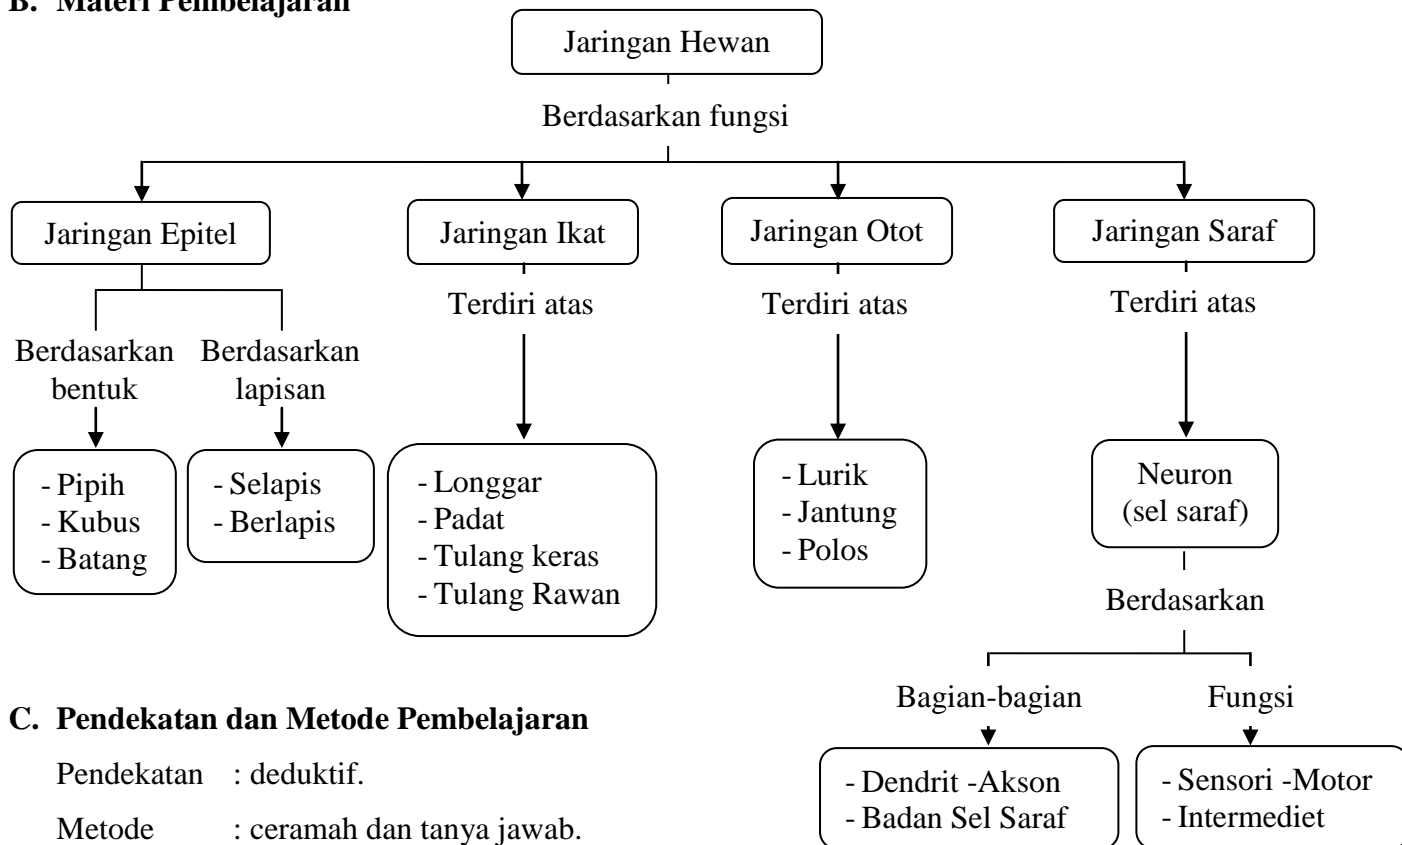 B. Materi Pembelajaran
Jaringan Hewan
Berdasarkan fungsi
Jaringan Epitel
Jaringan Ikat
Jaringan Otot
Jaringan Saraf
Terdiri atas
Terdiri atas
Terdiri atas
Berdasarkan
bentuk
Berdasarkan
lapisan
- Pipih
- Kubus
- Batang
- Selapis
- Berlapis
- Longgar
- Padat
- Tulang keras
- Tulang Rawan
- Lurik
- Jantung
- Polos
Neuron
(sel saraf)
Berdasarkan
Bagian-bagian
Fungsi
- Dendrit -Akson
- Badan Sel Saraf
- Sensori -Motor
- Intermediet
C. Pendekatan dan Metode Pembelajaran
Pendekatan : deduktif.
Metode : ceramah dan tanya jawab.